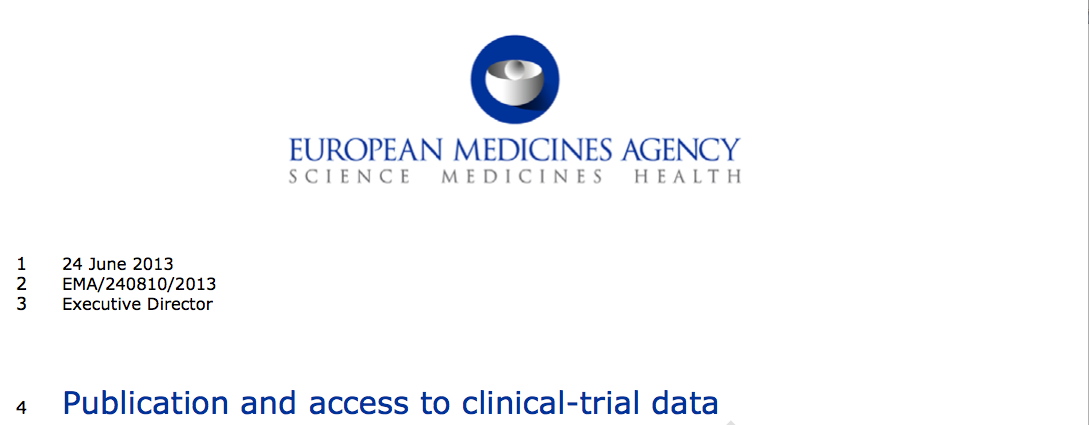 EUROPEAN MEDICINES AGENCY
SCIENCE MEDICINES HEALTH
1 24 June 2013
2 EMA/240810/2013
3 Executive Director
4 Publication and access to clinical-trial data